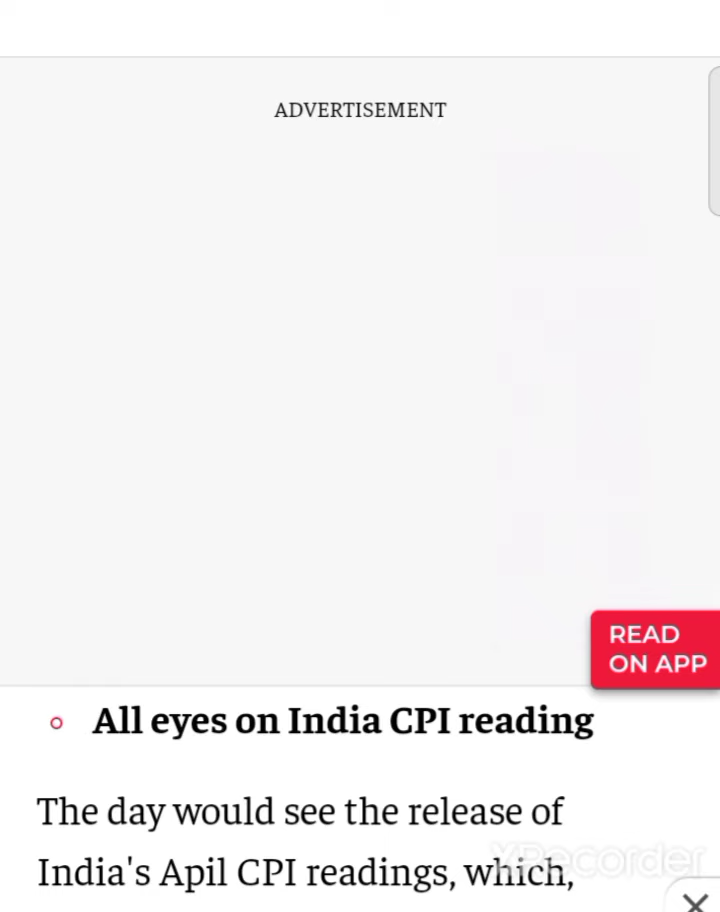 ADVERTISEMENT
READ
ON APP
All eyes on India CPI reading
The day would see the release of
India's Apil CPI readings, which,
XRecorder